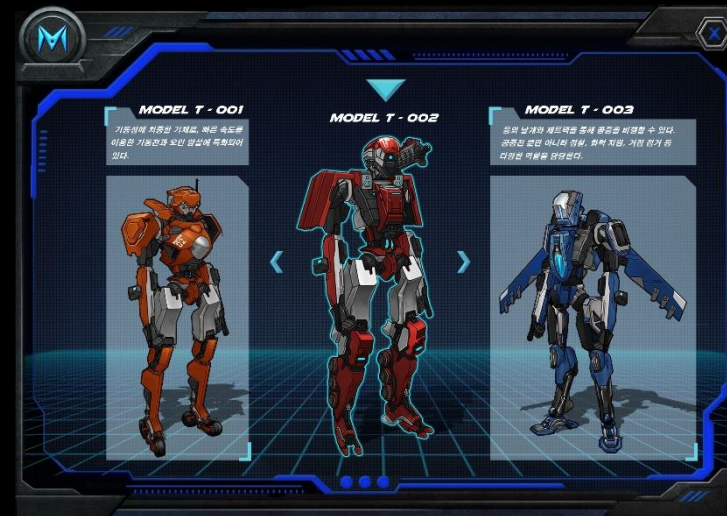 MODEL T - 001
기동성에 치중한 기체로, 빠른 속도를
이용한 기동전과 요인 암살에 특화되어
있다.
MODEL T - 002
MODEL T - 003
등의 날개와 제트팩을 통해 공중을 비행할 수 있다.
공중전 뿐만 아니라 정찰, 화력 지원, 거점 점거 등
다양한 역할을 담당한다.